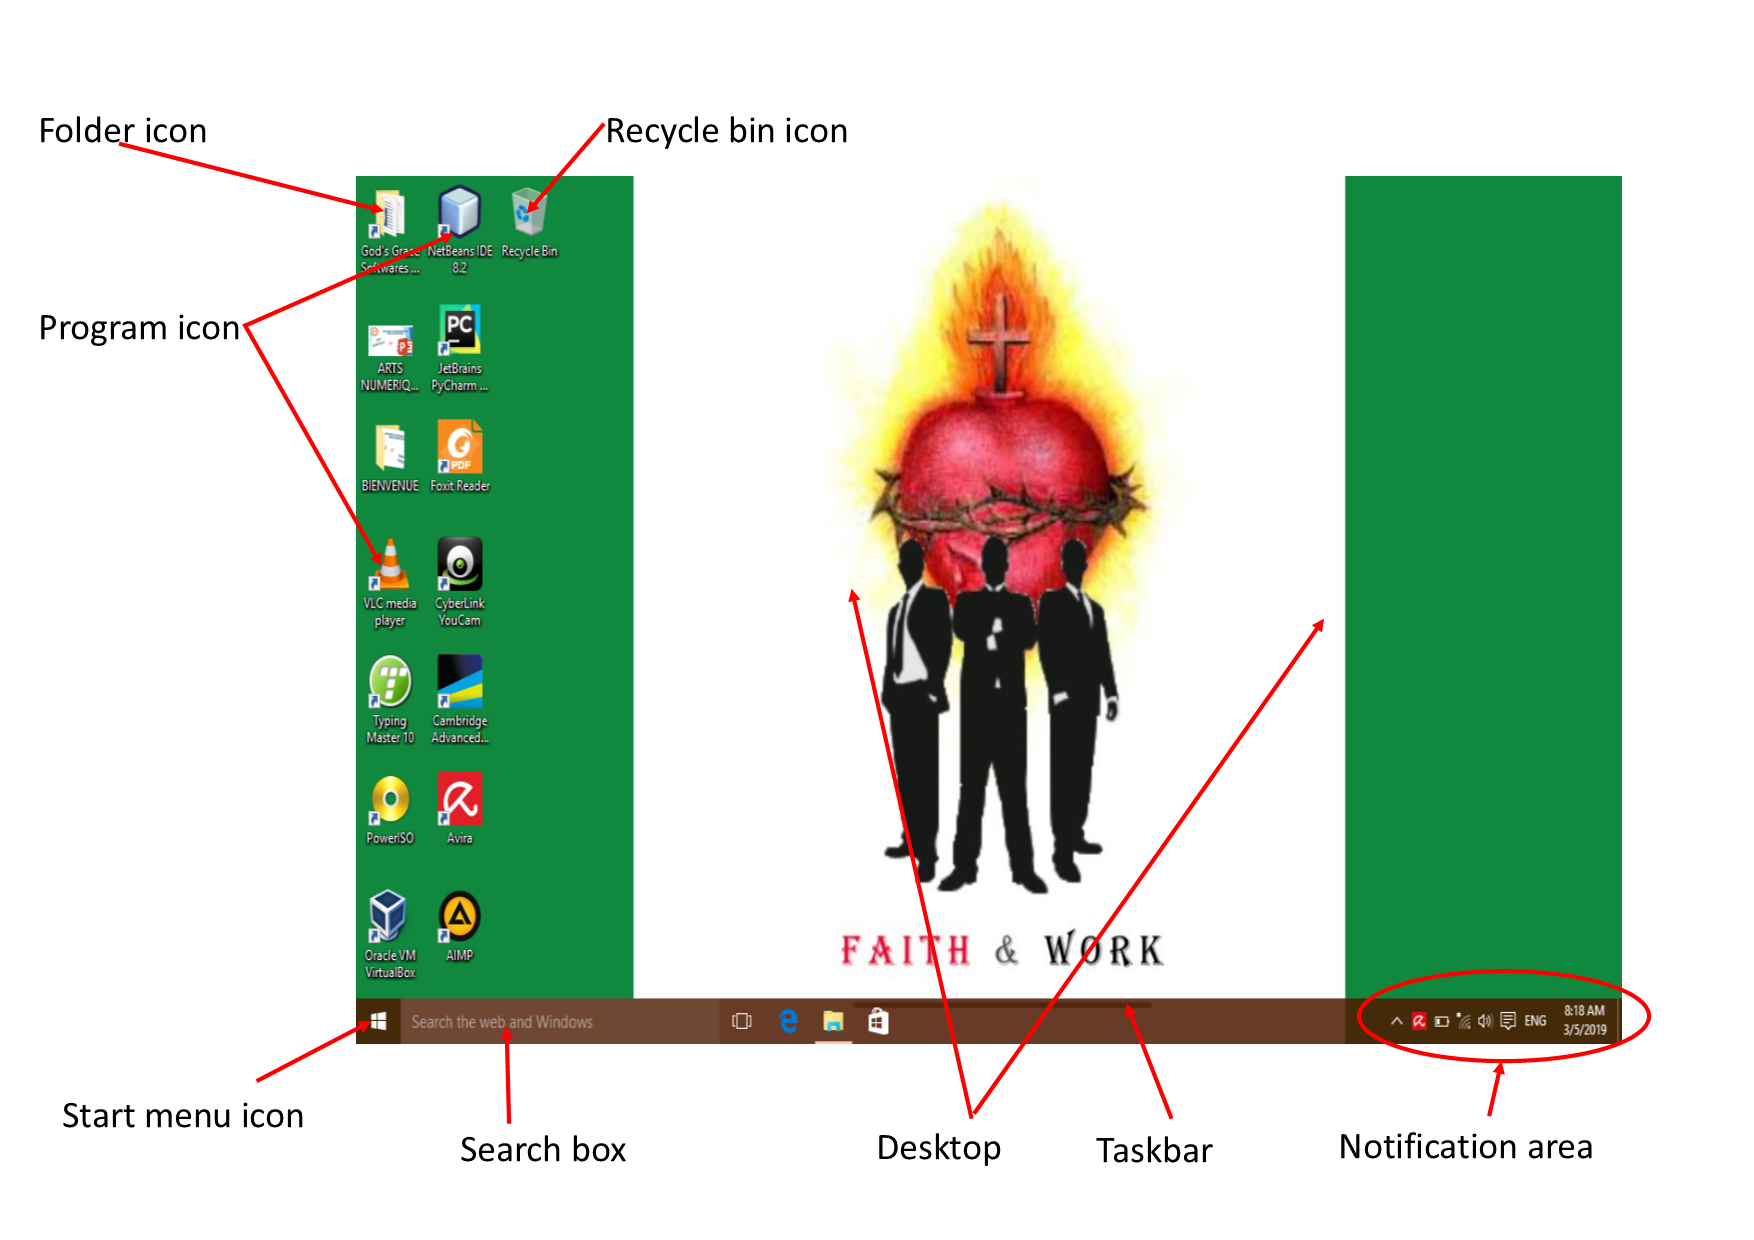 Folder icon
Recycle bin icon
God's Grace
Softwares ...
NetBeans IDE
8.2
Recycle Bin
Program icon
ARTS
NUMERIQ...
PC
JetBrains
PyCharm ...
BIENVENUE
PDF
Foxit Reader
VLC media
player
CyberLink
YouCam
Typing
Master 10
Cambridge
Advanced...
PowerISO
Avira
Oracle VM
VirtualBox
AIMP
FAITH & WORK
Search the web and Windows
ENG
8:18 AM
3/5/2019
Start menu icon
Search box
Desktop
Taskbar
Notification area